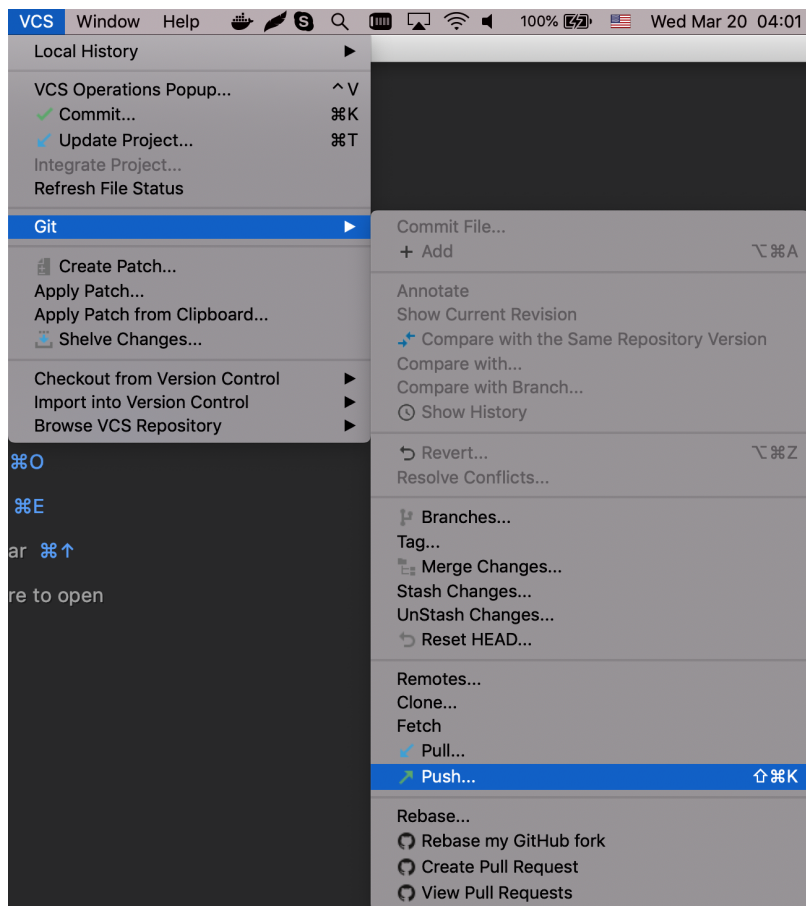 VCS Window Help 100% Wed Mar 20 04:01
Local History
VCS Operations Popup... ^V
Commit... ⌘K
Update Project... ⌘T
Integrate Project...
Refresh File Status
Git
Create Patch...
Apply Patch...
Apply Patch from Clipboard...
Shelve Changes...
Checkout from Version Control
Import into Version Control
Browse VCS Repository
⌘O
⌘E
ar ⌘↑
re to open
Commit File...
+ Add ⌥⌘A
Annotate
Show Current Revision
Compare with the Same Repository Version
Compare with...
Compare with Branch...
Show History
Revert... ⌥⌘Z
Resolve Conflicts...
Branches...
Tag...
Merge Changes...
Stash Changes...
UnStash Changes...
Reset HEAD...
Remotes...
Clone...
Fetch
Pull...
Push... ⇧⌘K
Rebase...
Rebase my GitHub fork
Create Pull Request
View Pull Requests